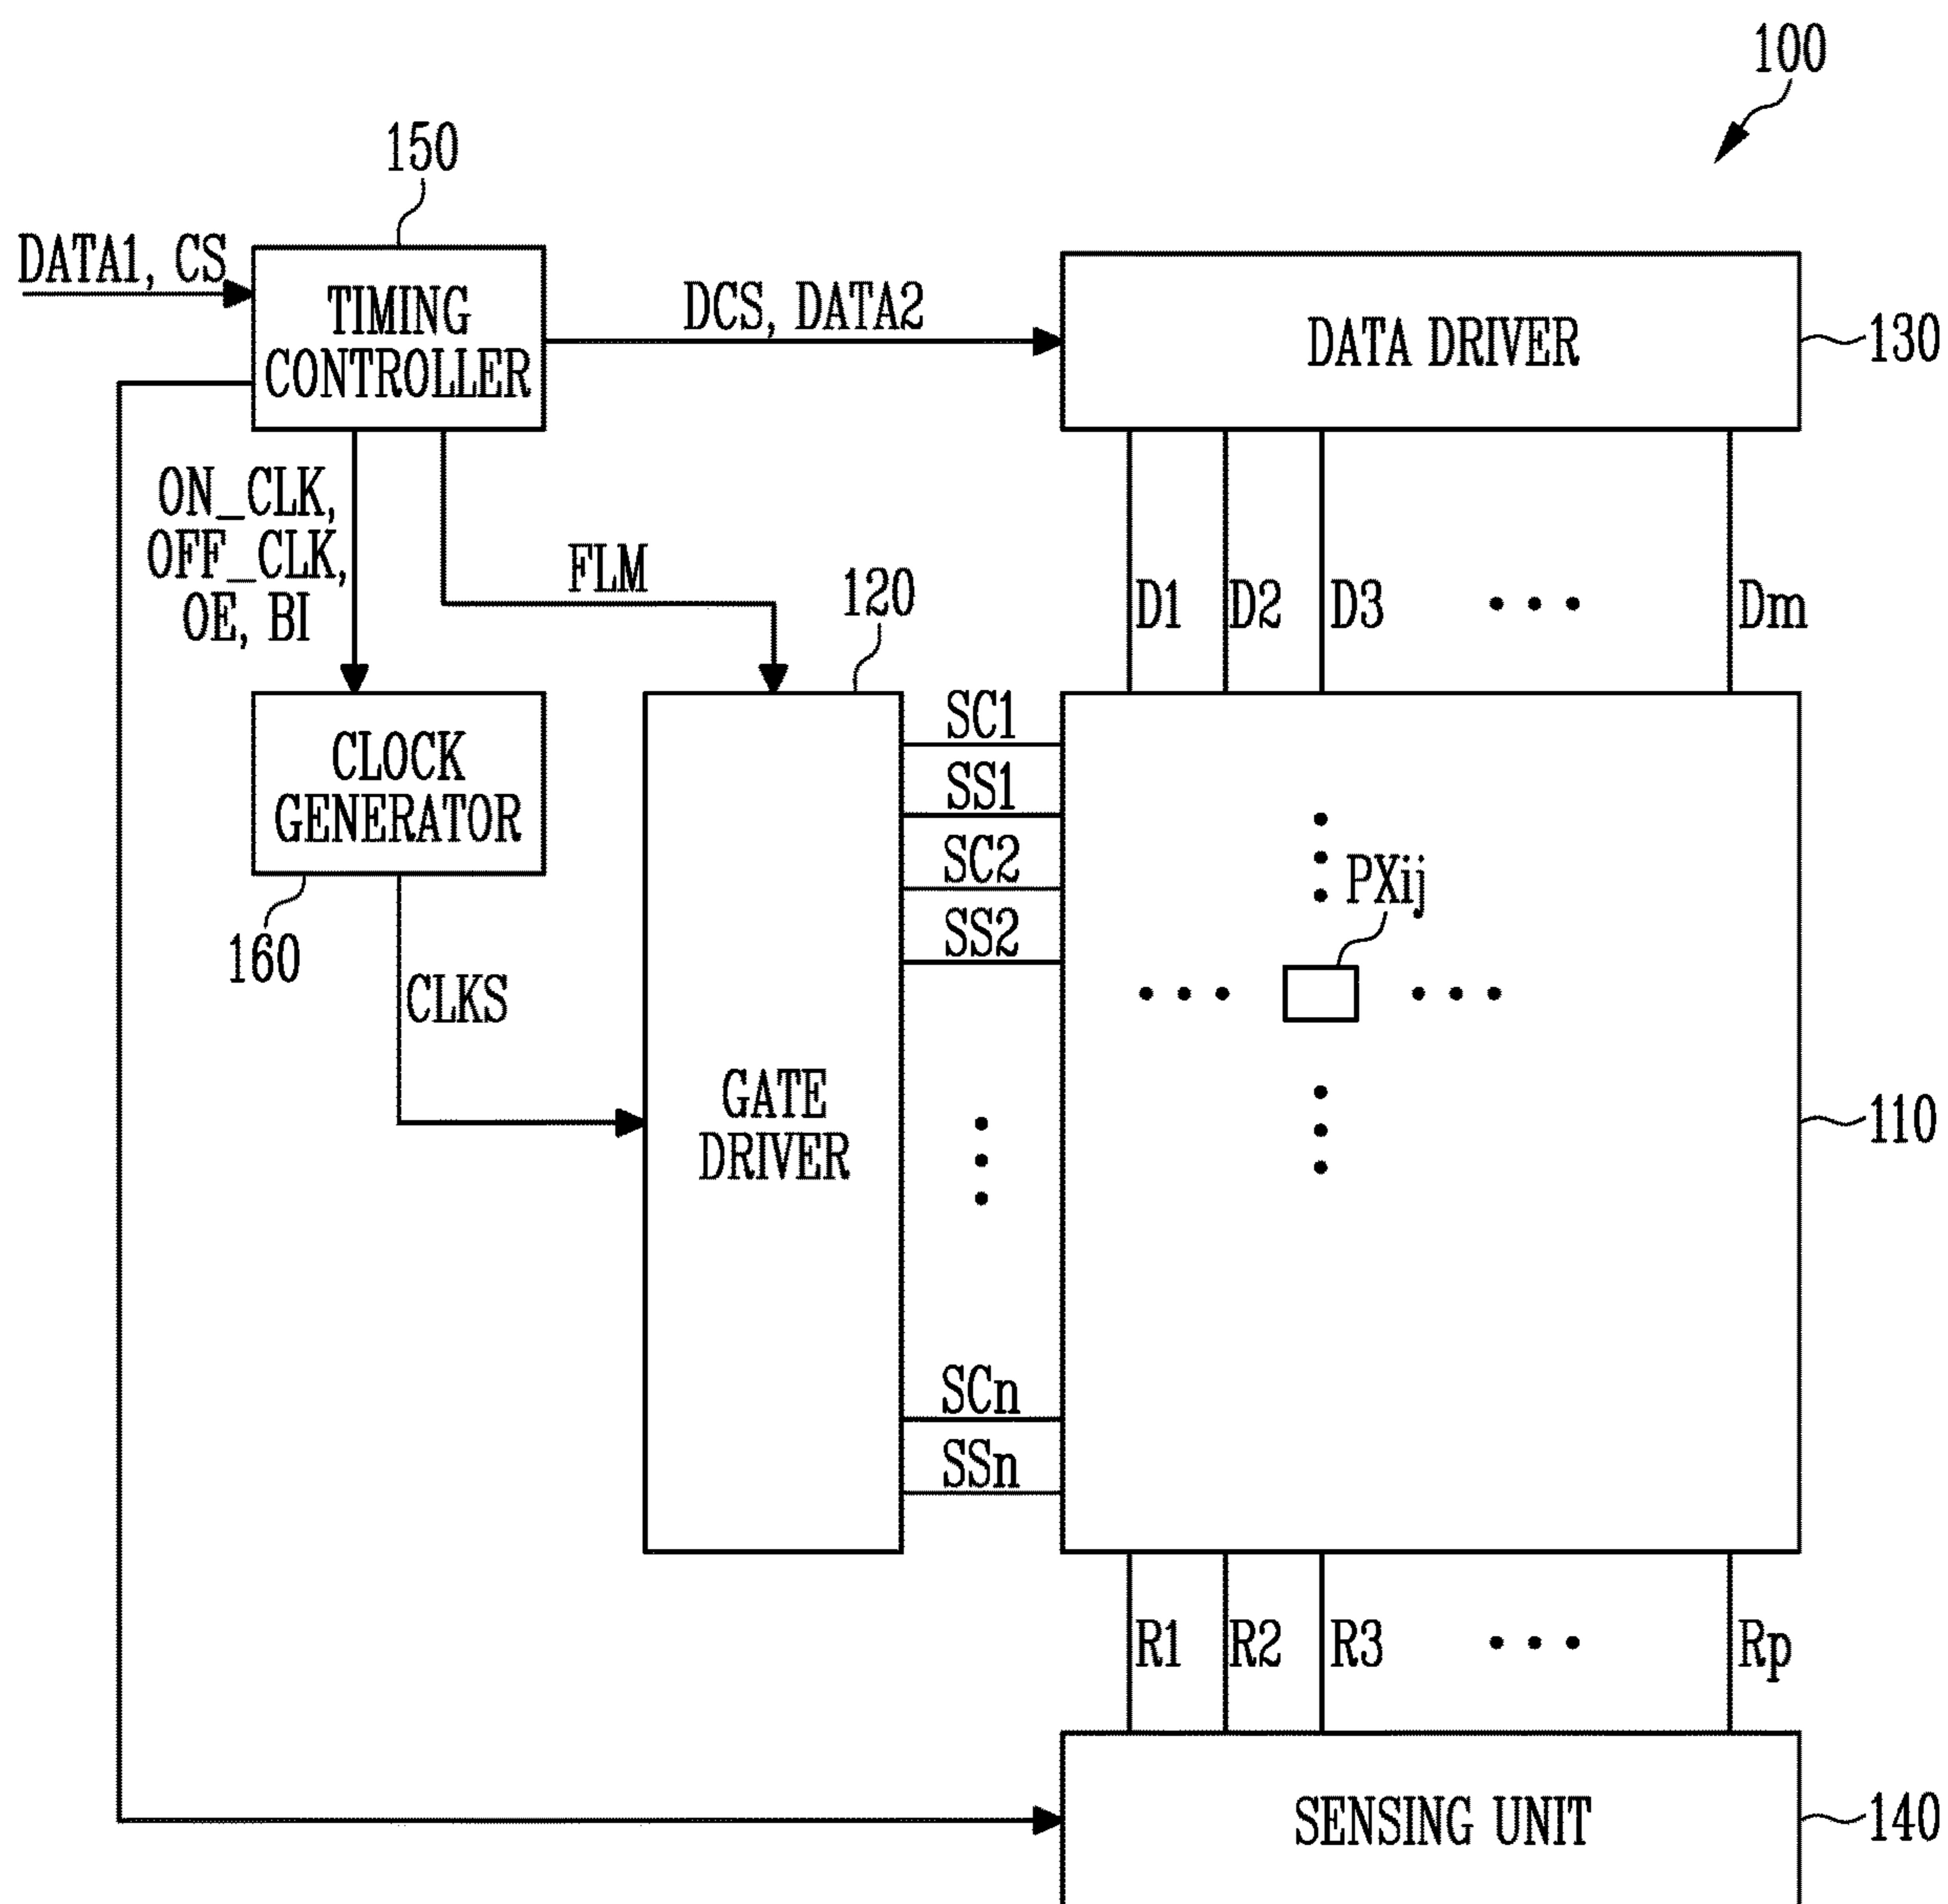 100
150
DATA1, CS
TIMING
CONTROLLER
DCS, DATA2
DATA DRIVER
130
ON_CLK,
OFF_CLK,
OE, BI
FLM
120
D1
D2
D3
Dm
CLOCK
GENERATOR
160
CLKS
GATE
DRIVER
SC1
SS1
SC2
SS2
SCn
SSn
PXij
110
R1
R2
R3
Rp
SENSING UNIT
140